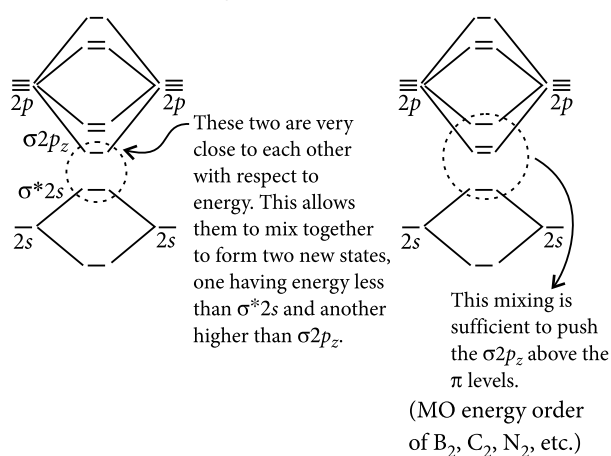 2p 2p
σ2p_z
σ*2s
2s 2s
These two are very
close to each other
with respect to
energy. This allows
them to mix together
to form two new states,
one having energy less
than σ*2s and another
higher than σ2p_z.
2p 2p
2s 2s
This mixing is
sufficient to push
the σ2p_z above the
π levels.
(MO energy order
of B₂, C₂, N₂, etc.)